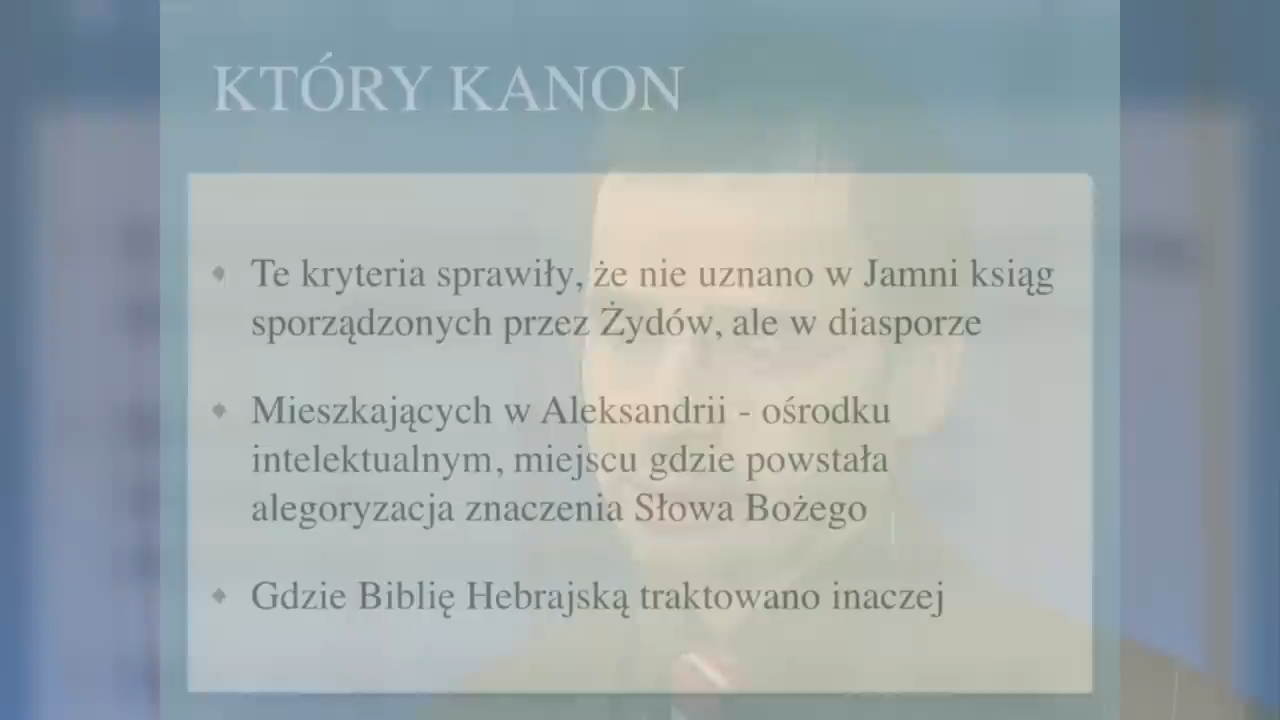 KTÓRY KANON
Te kryteria sprawiły, że nie uznano w Jamni ksiąg
sporządzonych przez Żydów, ale w diasporze
Mieszkających w Aleksandrii - ośrodku
intelektualnym, miejscu gdzie powstała
alegoryzacja znaczenia Słowa Bożego
Gdzie Biblię Hebrajską traktowano inaczej